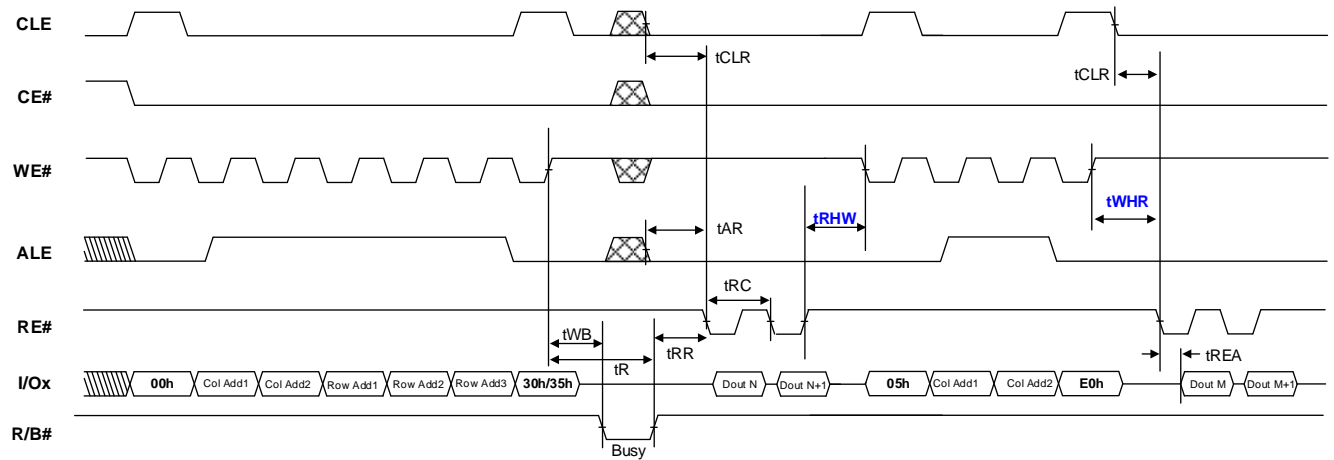 CLE
tCLR
tCLR
CE#
WE#
tRHW
tWHR
ALE
tAR
tRC
RE#
tWB
tRR
tR
tREA
I/Ox 00h Col Add1 Col Add2 Row Add1 Row Add2 Row Add3 30h/35h Dout N Dout N+1 05h Col Add1 Col Add2 E0h Dout M Dout M+1
R/B#
Busy